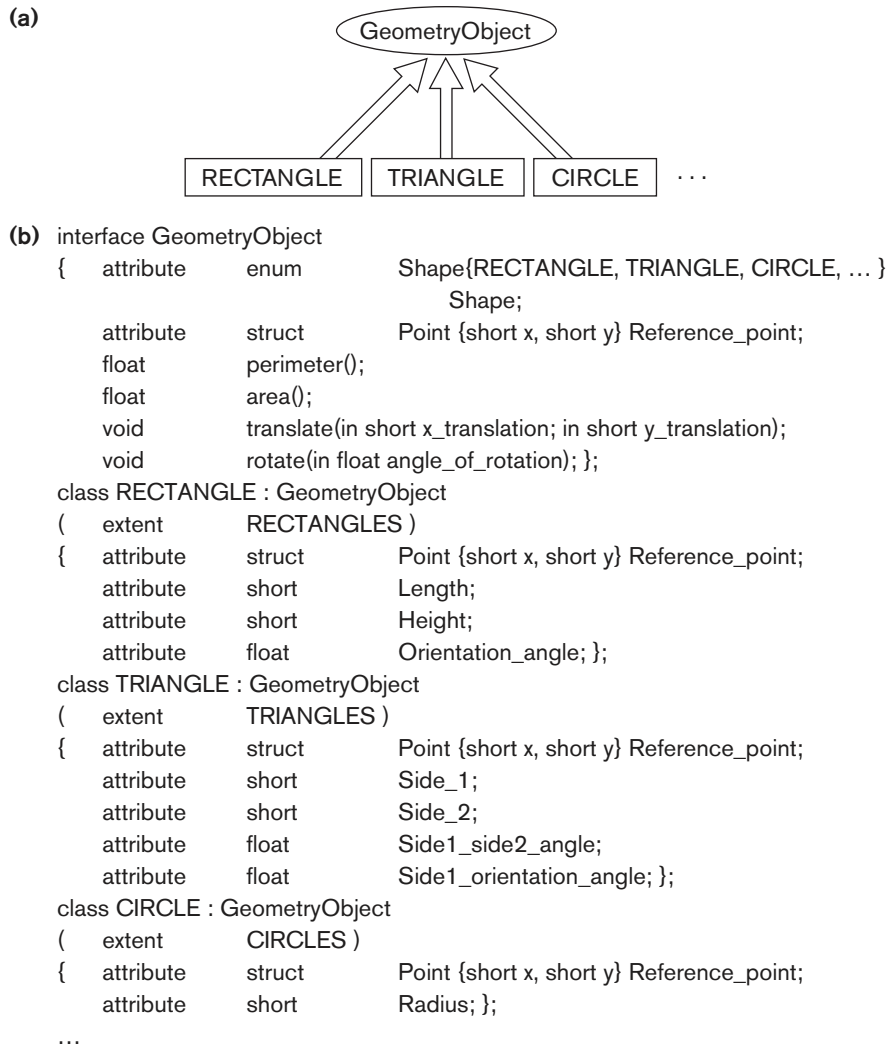 (a)
GeometryObject
RECTANGLE TRIANGLE CIRCLE . . .
(b) interface GeometryObject
{ attribute enum Shape{RECTANGLE, TRIANGLE, CIRCLE, … }
Shape;
attribute struct Point {short x, short y} Reference_point;
float perimeter();
float area();
void translate(in short x_translation; in short y_translation);
void rotate(in float angle_of_rotation); };
class RECTANGLE : GeometryObject
( extent RECTANGLES )
{ attribute struct Point {short x, short y} Reference_point;
attribute short Length;
attribute short Height;
attribute float Orientation_angle; };
class TRIANGLE : GeometryObject
( extent TRIANGLES )
{ attribute struct Point {short x, short y} Reference_point;
attribute short Side_1;
attribute short Side_2;
attribute float Side1_side2_angle;
attribute float Side1_orientation_angle; };
class CIRCLE : GeometryObject
( extent CIRCLES )
{ attribute struct Point {short x, short y} Reference_point;
attribute short Radius; };
…